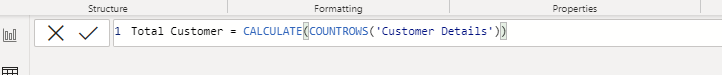 Structure Formatting Properties
1 Total Customer = CALCULATE(COUNTROWS('Customer Details'))